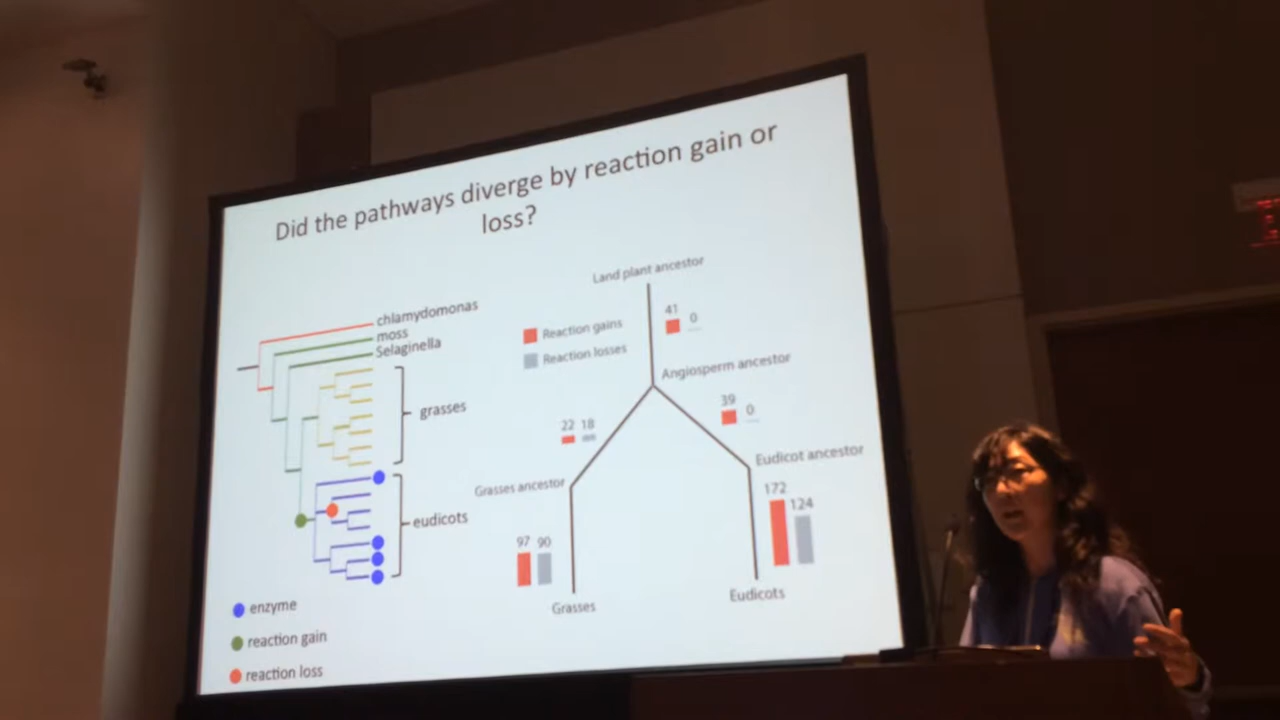 Did the pathways diverge by reaction gain or
loss?
chlamydomonas
moss
Selaginella
grasses
eudicots
enzyme
reaction gain
reaction loss
Land plant ancestor
Reaction gains
Reaction losses
41 0
Angiosperm ancestor
22 18
39 0
Grasses ancestor
Eudicot ancestor
97 90
172
124
Grasses
Eudicots